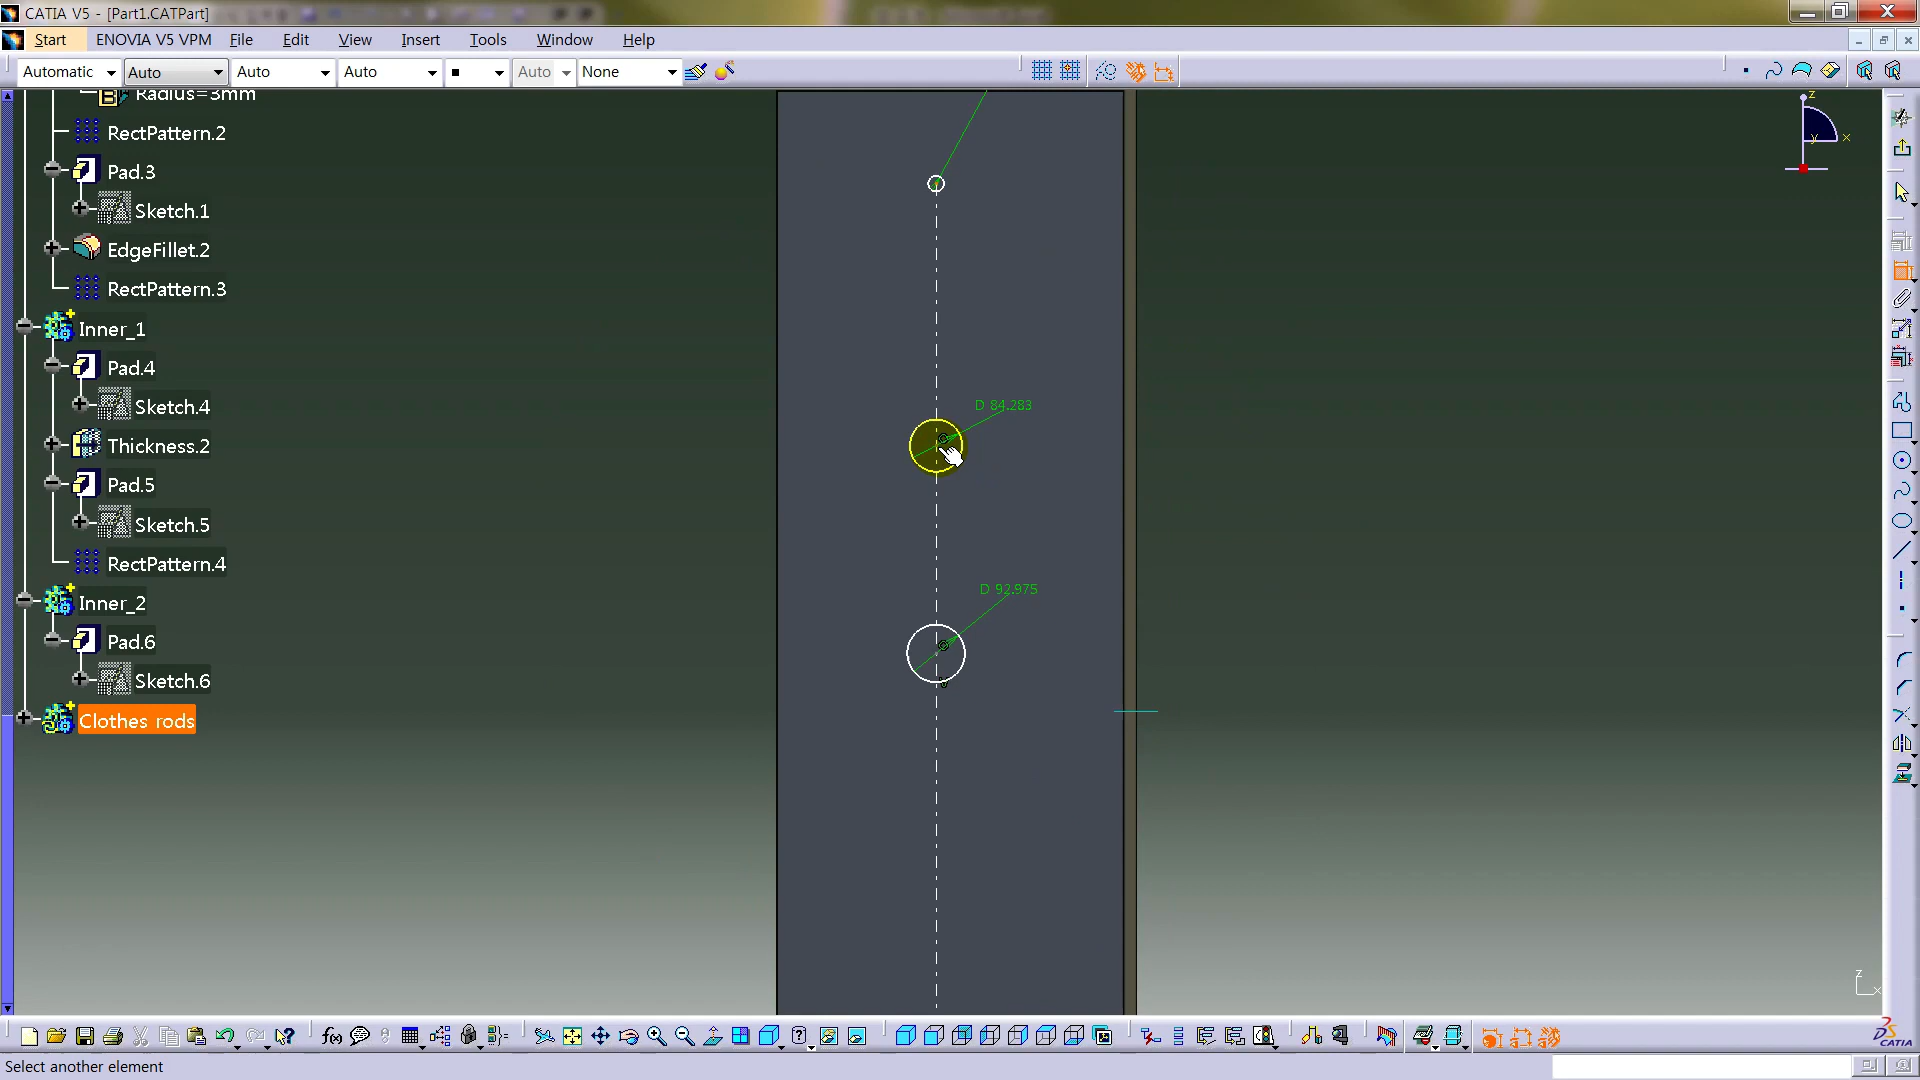 CATIA V5 - [Part1.CATPart]
Start ENOVIA V5 VPM File Edit View Insert Tools Window Help
Automatic Auto Auto Auto Auto None
Radius=3mm
RectPattern.2
Pad.3
Sketch.1
EdgeFillet.2
RectPattern.3
Inner_1
Pad.4
Sketch.4
Thickness.2
Pad.5
Sketch.5
RectPattern.4
Inner_2
Pad.6
Sketch.6
Clothes rods
D 84.283
D 92.975
z
y
x
z
x
CATIA
Select another element